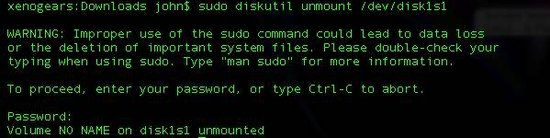 xenogears:Downloads john$ sudo diskutil unmount /dev/disk1s1
WARNING: Improper use of the sudo command could lead to data loss
or the deletion of important system files. Please double-check your
typing when using sudo. Type "man sudo" for more information.
To proceed, enter your password, or type Ctrl-C to abort.
Password:
Volume NO NAME on disk1s1 unmounted